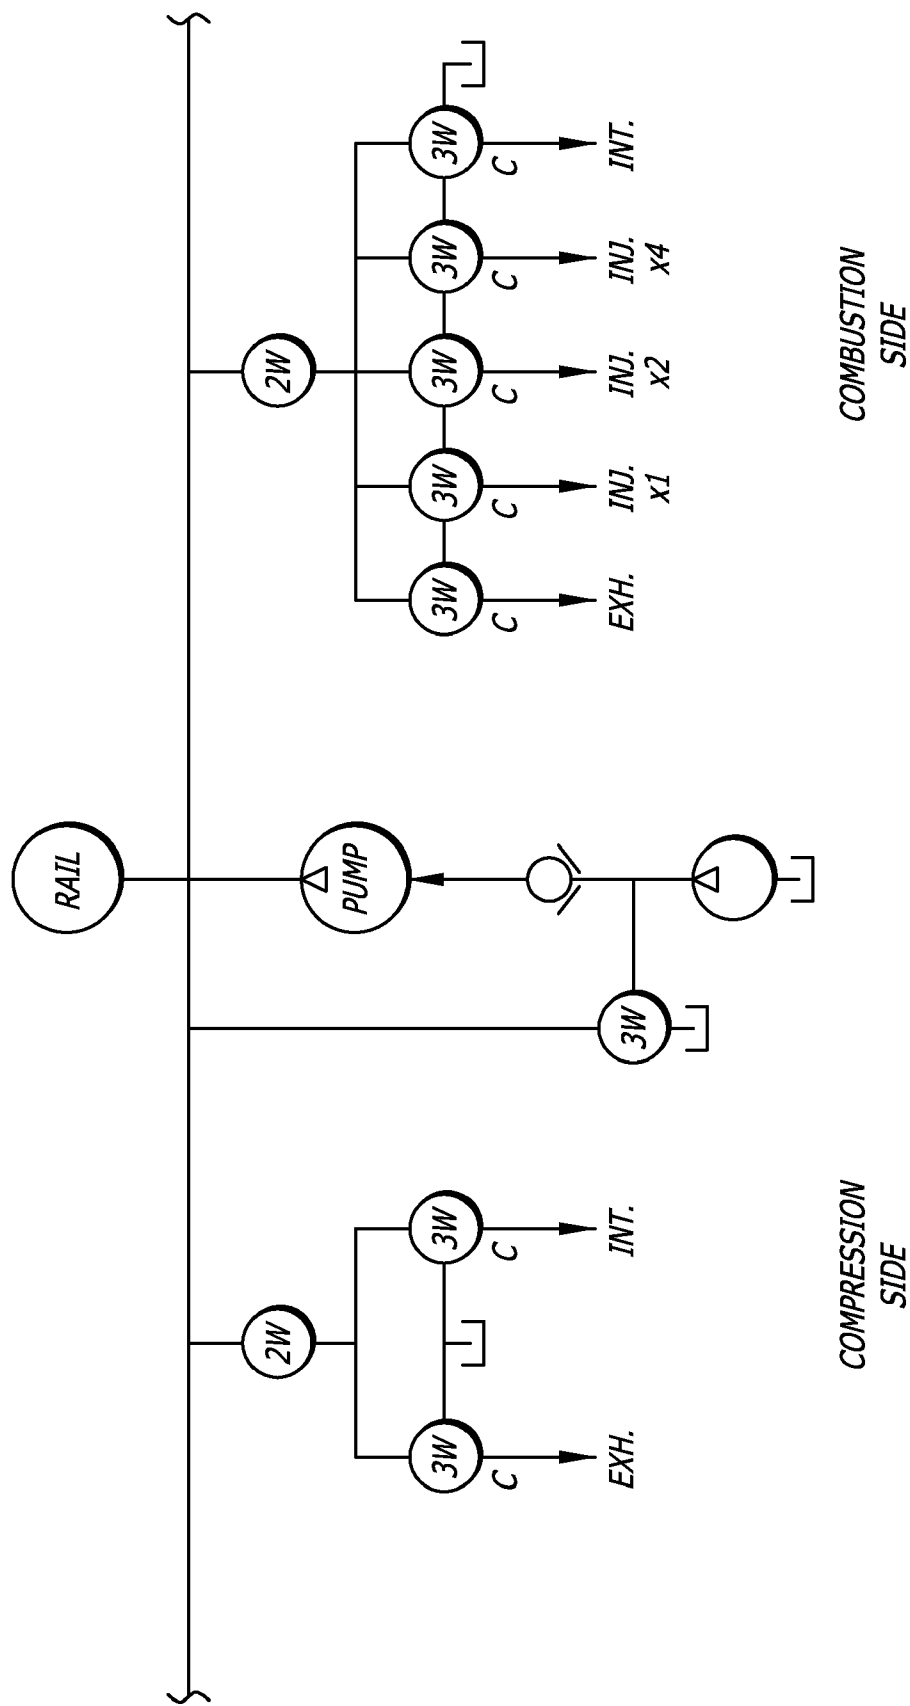 RAIL
2W
2W
PUMP
3W
3W
3W
3W
3W
3W
3W
C
C
C
C
C
C
C
EXH.
INT.
3W
EXH.
INJ.
x1
INJ.
x2
INJ.
x4
INT.
COMPRESSION
SIDE
COMBUSTION
SIDE